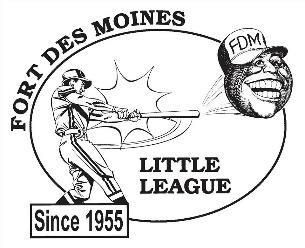 FORT DES MOINES
FDM
LITTLE
LEAGUE
Since 1955